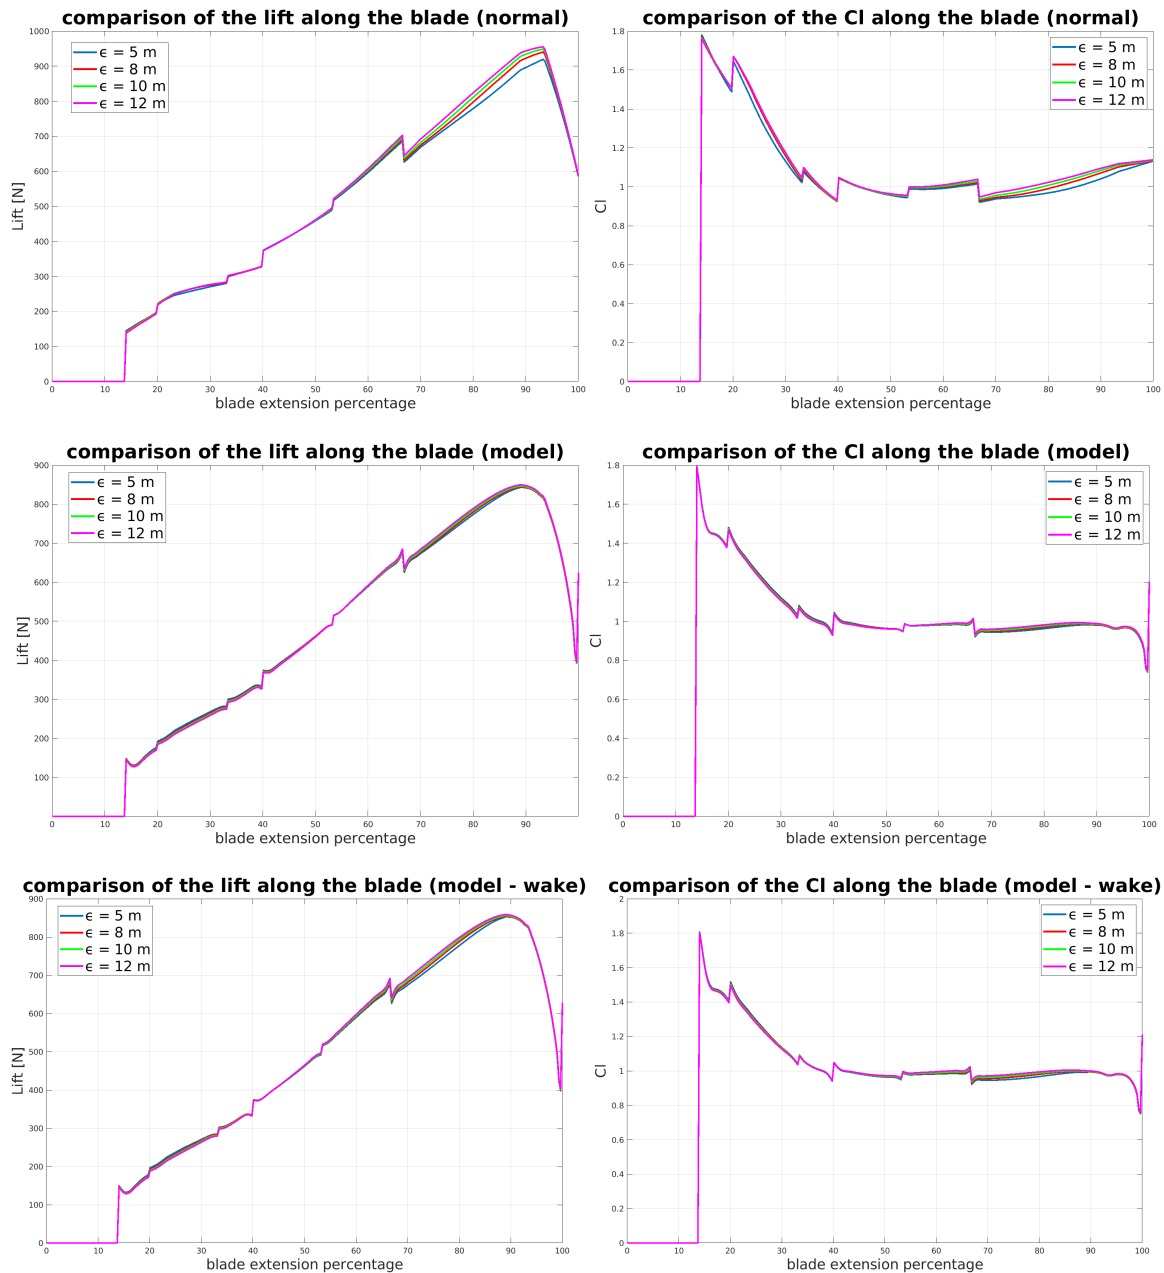 comparison of the lift along the blade (normal)
Lift [N]
1000
900
800
700
600
500
400
300
200
100
0
ϵ = 5 m
ϵ = 8 m
ϵ = 10 m
ϵ = 12 m
0 10 20 30 40 50 60 70 80 90 100
blade extension percentage
comparison of the Cl along the blade (normal)
Cl
1.8
1.6
1.4
1.2
1
0.8
0.6
0.4
0.2
0
ϵ = 5 m
ϵ = 8 m
ϵ = 10 m
ϵ = 12 m
0 10 20 30 40 50 60 70 80 90 100
blade extension percentage
comparison of the lift along the blade (model)
Lift [N]
900
800
700
600
500
400
300
200
100
ϵ = 5 m
ϵ = 8 m
ϵ = 10 m
ϵ = 12 m
0 10 20 30 40 50 60 70 80 90 100
blade extension percentage
comparison of the Cl along the blade (model)
Cl
1.8
1.6
1.4
1.2
1
0.8
0.6
0.4
0.2
0
ϵ = 5 m
ϵ = 8 m
ϵ = 10 m
ϵ = 12 m
0 10 20 30 40 50 60 70 80 90 100
blade extension percentage
comparison of the lift along the blade (model - wake)
Lift [N]
900
800
700
600
500
400
300
200
100
0
ϵ = 5 m
ϵ = 8 m
ϵ = 10 m
ϵ = 12 m
0 10 20 30 40 50 60 70 80 90 100
blade extension percentage
comparison of the Cl along the blade (model - wake)
Cl
2
1.8
1.6
1.4
1.2
1
0.8
0.6
0.4
0.2
0
ϵ = 5 m
ϵ = 8 m
ϵ = 10 m
ϵ = 12 m
0 10 20 30 40 50 60 70 80 90 100
blade extension percentage